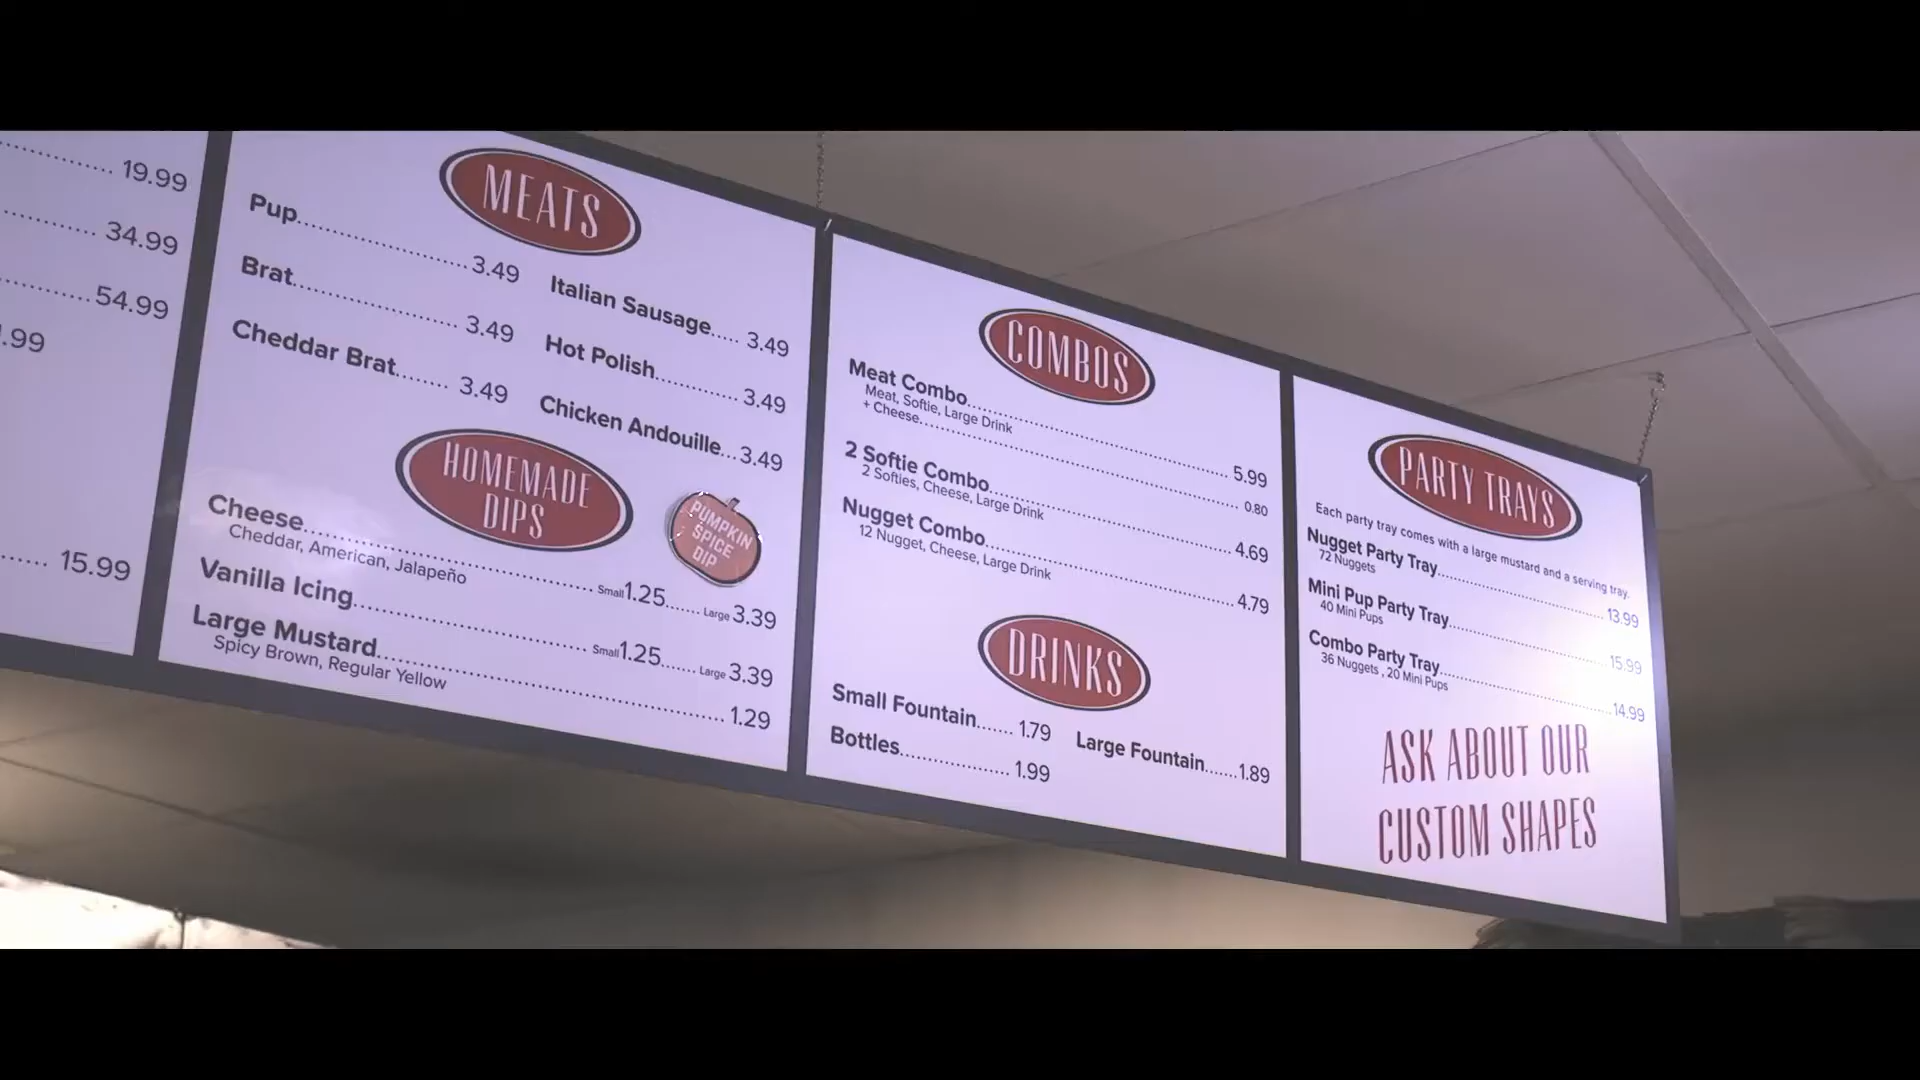 19.99
34.99
54.99
.99
15.99
MEATS
Pup 3.49
Brat 3.49
Cheddar Brat 3.49
Italian Sausage 3.49
Hot Polish 3.49
Chicken Andouille 3.49
HOMEMADE
DIPS
PUMPKIN
SPICE
DIP
Cheese Small 1.25 Large 3.39
Cheddar, American, Jalapeño
Vanilla Icing Small 1.25 Large 3.39
Large Mustard 1.29
Spicy Brown, Regular Yellow
COMBOS
Meat Combo 5.99
Meat, Softie, Large Drink
+ Cheese 0.80
2 Softie Combo 4.69
2 Softies, Cheese, Large Drink
Nugget Combo 4.79
12 Nugget, Cheese, Large Drink
DRINKS
Small Fountain 1.79
Large Fountain 1.89
Bottles 1.99
PARTY TRAYS
Each party tray comes with a large mustard and a serving tray.
Nugget Party Tray 13.99
72 Nuggets
Mini Pup Party Tray 15.99
40 Mini Pups
Combo Party Tray 14.99
36 Nuggets , 20 Mini Pups
ASK ABOUT OUR
CUSTOM SHAPES